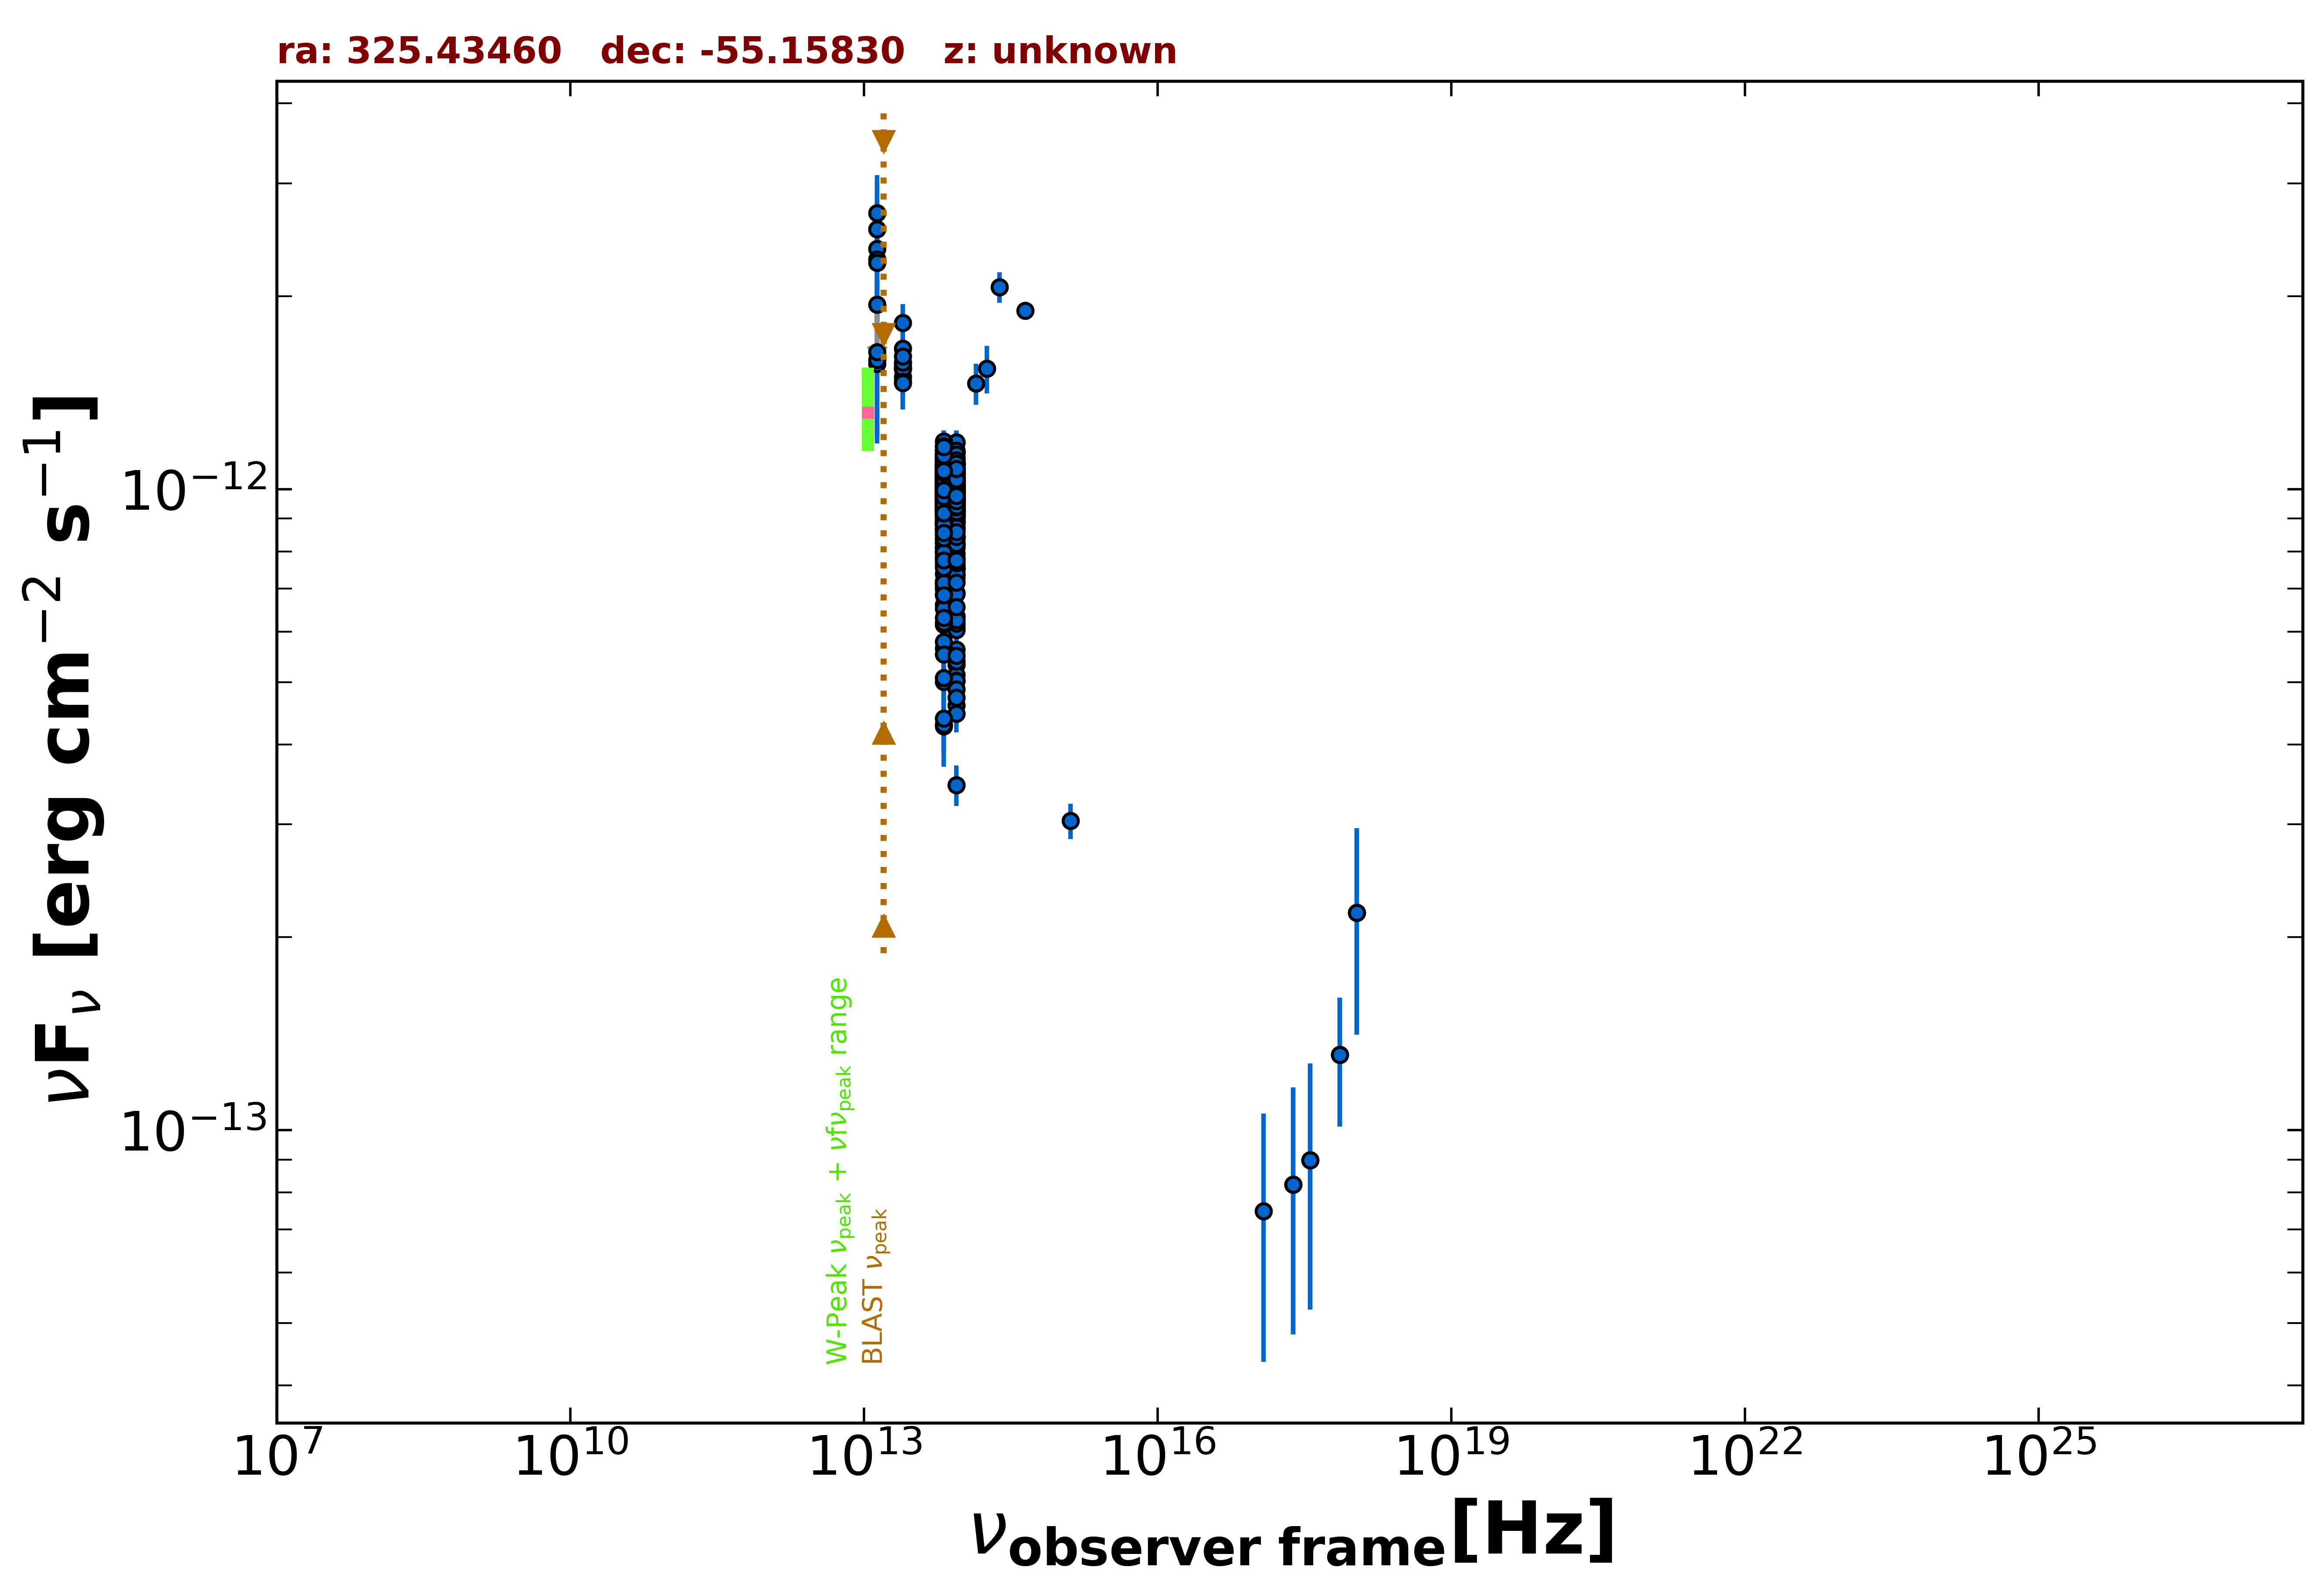 ra: 325.43460 dec: -55.15830 z: unknown
νFν [erg cm−2 s−1]
10−12
10−13
W-Peak νpeak + νfνpeak range
BLAST νpeak
107 1010 1013 1016 1019 1022 1025
νobserver frame[Hz]